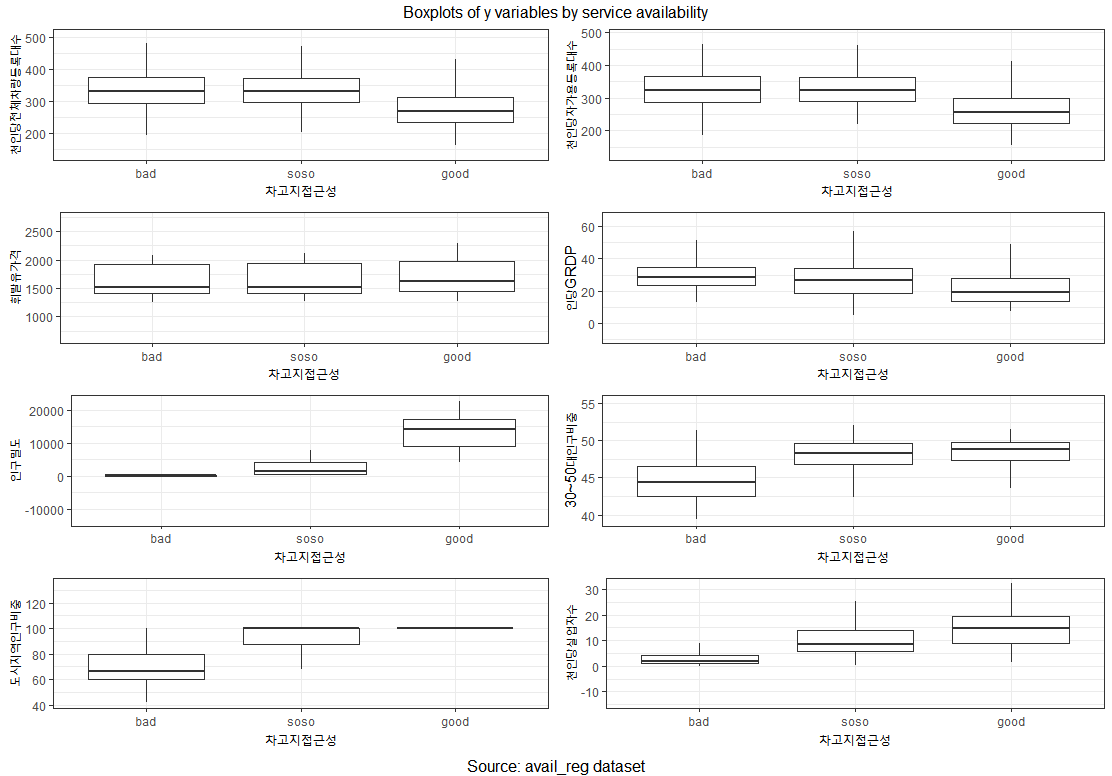 Boxplots of y variables by service availability
천인당전체차량등록대수
500
400
300
200
bad soso good
차고지접근성
천인당자가용등록대수
500
400
300
200
bad soso good
차고지접근성
휘발유가격
2500
2000
1500
1000
bad soso good
차고지접근성
인당GRDP
60
40
20
0
bad soso good
차고지접근성
인구밀도
20000
10000
0
-10000
bad soso good
차고지접근성
30~50대인구비중
55
50
45
40
bad soso good
차고지접근성
도시지역인구비중
120
100
80
60
40
bad soso good
차고지접근성
천인당실업자수
30
20
10
0
-10
bad soso good
차고지접근성
Source: avail_reg dataset